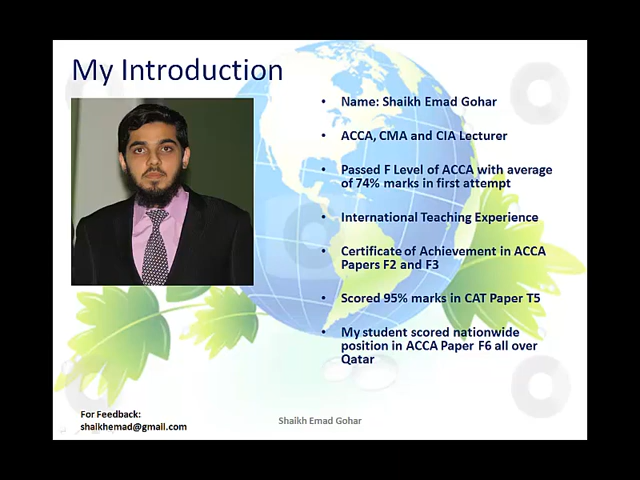 My Introduction
• Name: Shaikh Emad Gohar
• ACCA, CMA and CIA Lecturer
• Passed F Level of ACCA with average
of 74% marks in first attempt
• International Teaching Experience
• Certificate of Achievement in ACCA
Papers F2 and F3
• Scored 95% marks in CAT Paper T5
• My student scored nationwide
position in ACCA Paper F6 all over
Qatar
For Feedback:
shaikhemad@gmail.com
Shaikh Emad Gohar